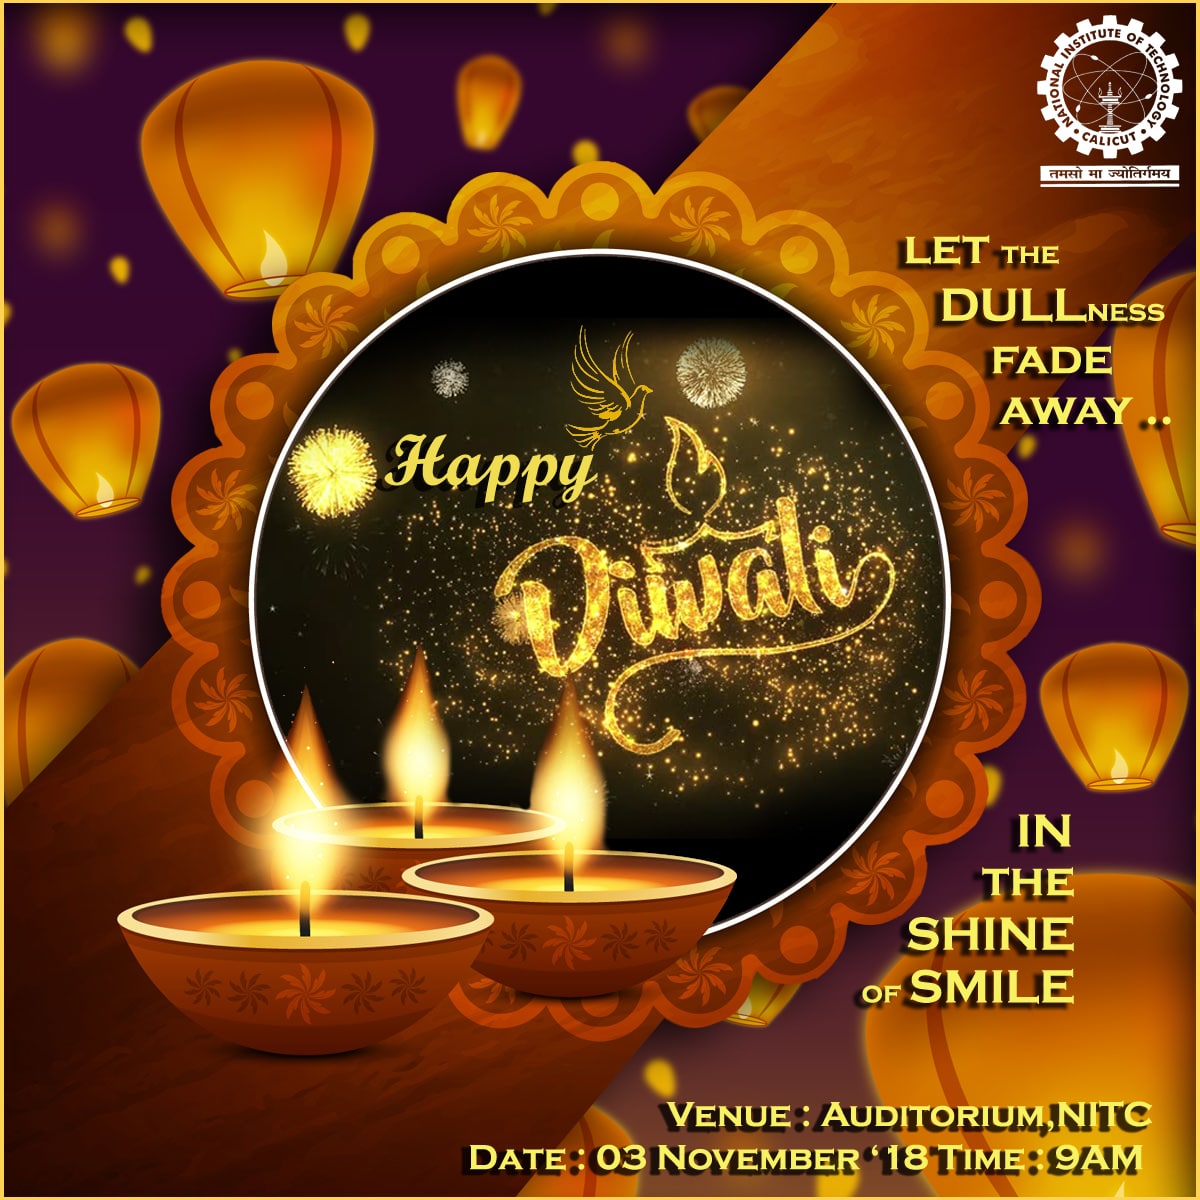 NATIONAL INSTITUTE OF TECHNOLOGY
CALICUT
तमसो मा ज्योतिर्गमय
LET THE
DULLNESS
FADE
AWAY ..
Happy
Diwali
IN
THE
SHINE
OF SMILE
VENUE : AUDITORIUM,NITC
DATE : 03 NOVEMBER ‘18 TIME : 9AM